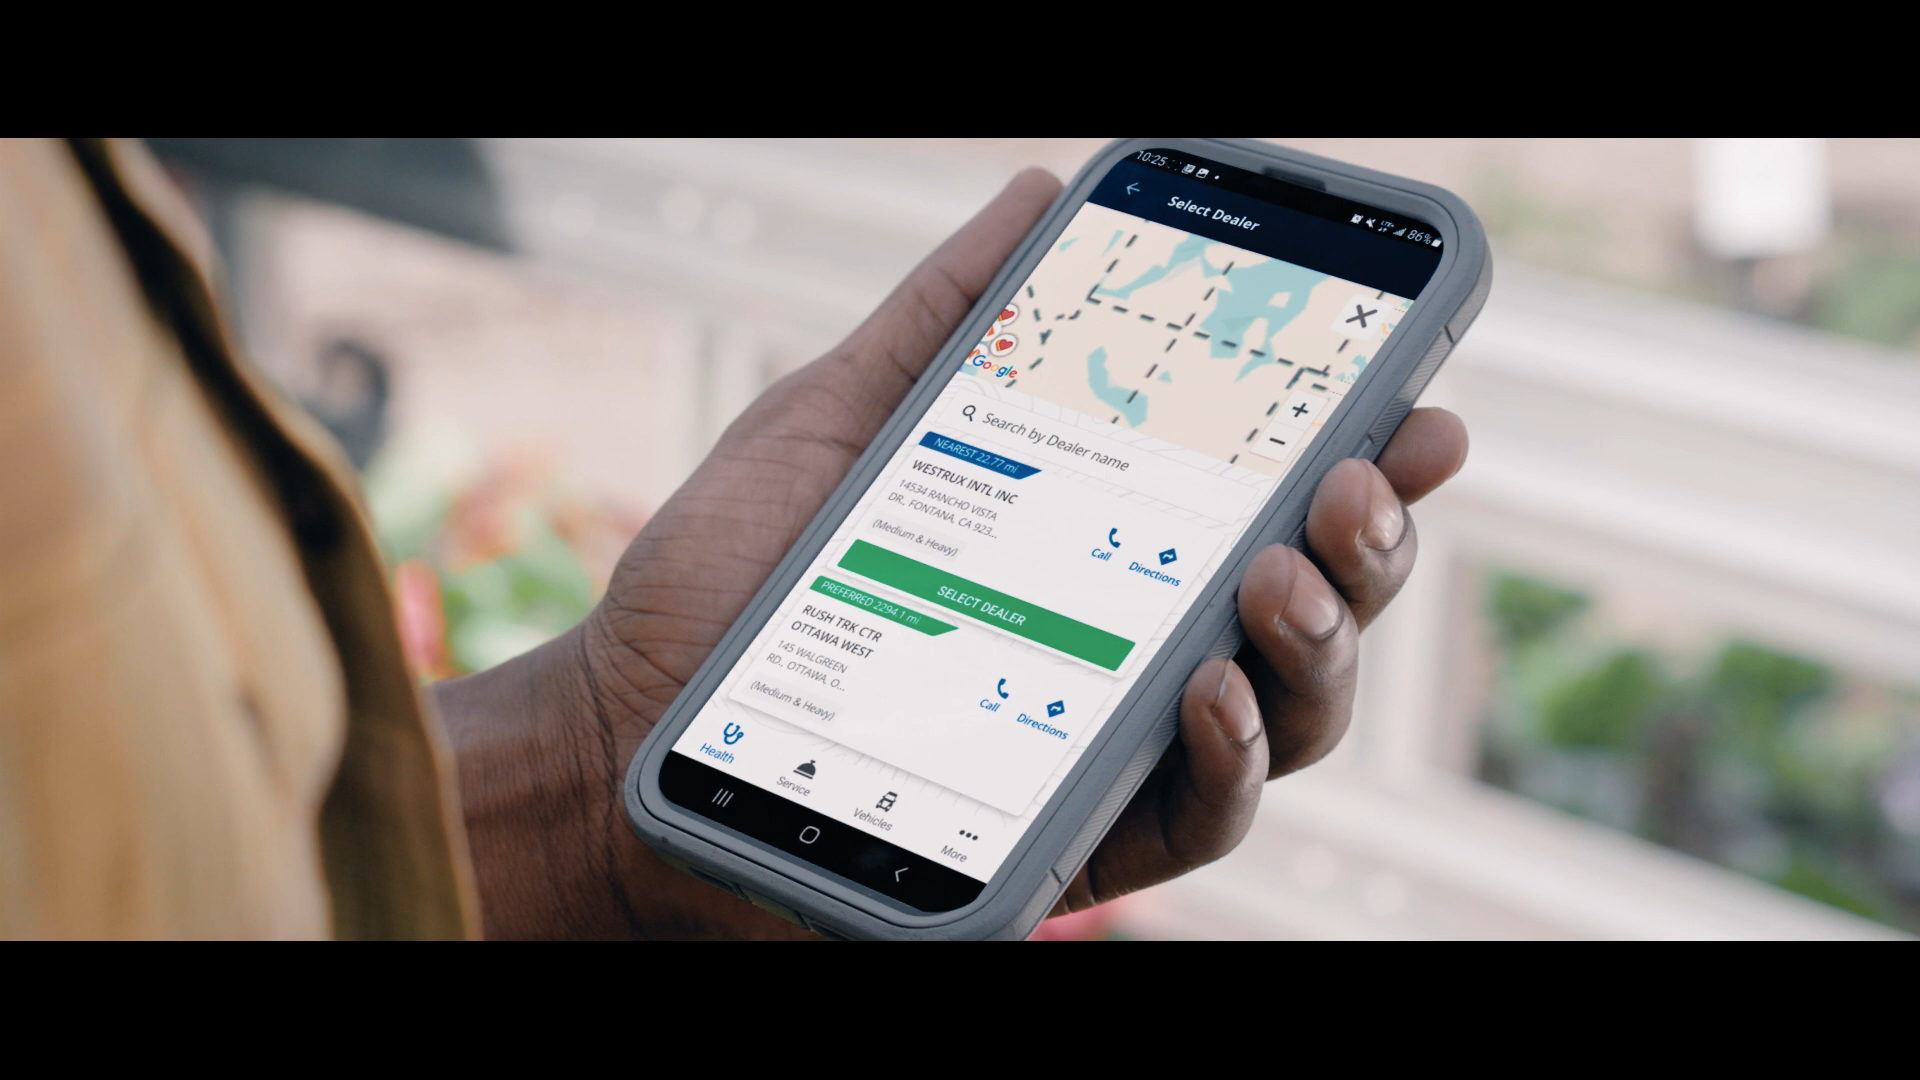 10:25
86%
Select Dealer
Google
Search by Dealer name
NEAREST 22.77 mi
WESTRUX INTL INC
14534 RANCHO VISTA
DR., FONTANA, CA 923...
(Medium & Heavy)
Call
Directions
SELECT DEALER
PREFERRED 2294.1 mi
RUSH TRK CTR
OTTAWA WEST
145 WALGREEN
RD., OTTAWA, O...
(Medium & Heavy)
Call
Directions
Health
Service
Vehicles
More